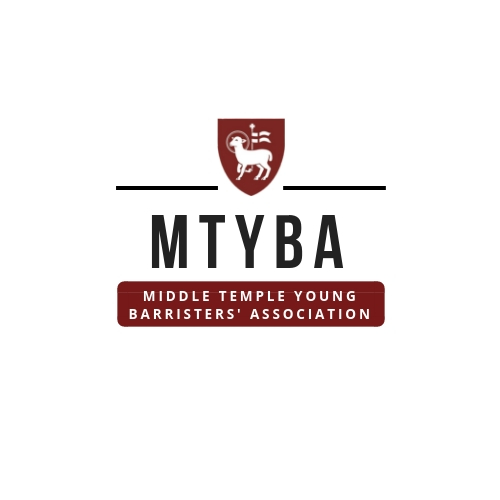 MTYBA
MIDDLE TEMPLE YOUNG
BARRISTERS' ASSOCIATION